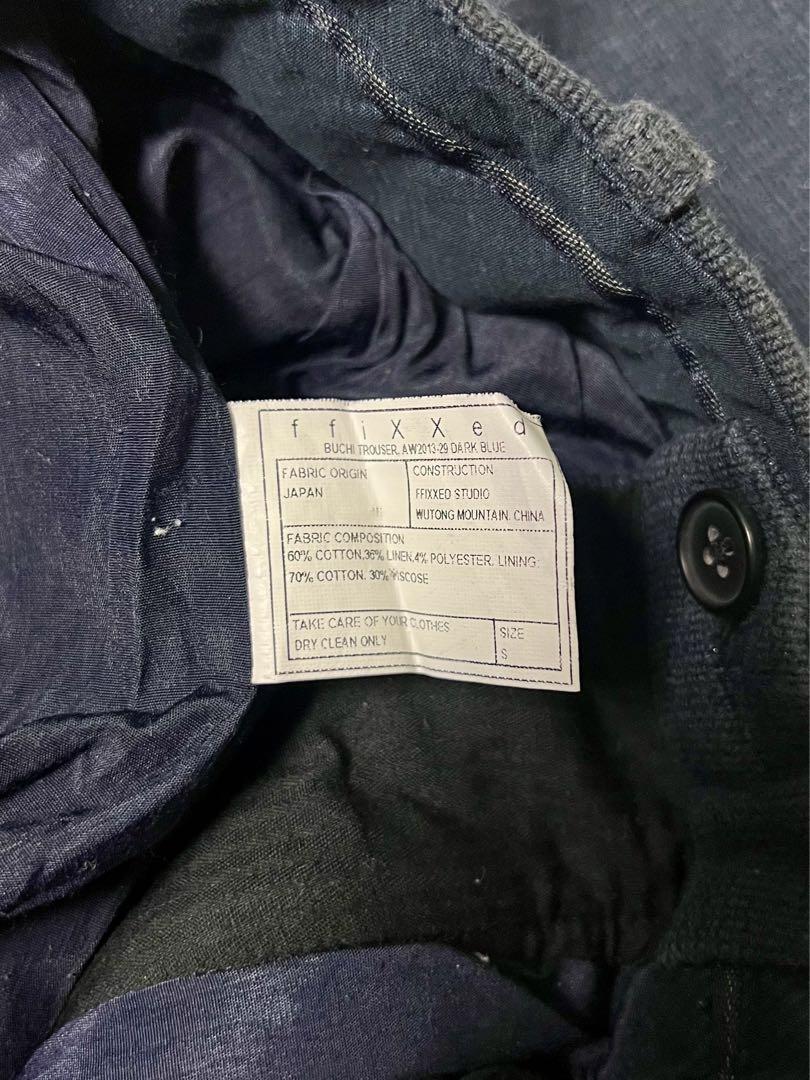 ffiXXed
BUCHI TROUSER. AW2013-29 DARK BLUE
FABRIC ORIGIN
JAPAN
CONSTRUCTION
FFIXXED STUDIO
WUTONG MOUNTAIN. CHINA
FABRIC COMPOSITION
60% COTTON.36% LINEN.4% POLYESTER. LINING:
70% COTTON. 30% VISCOSE
TAKE CARE OF YOUR CLOTHES
DRY CLEAN ONLY
SIZE
S